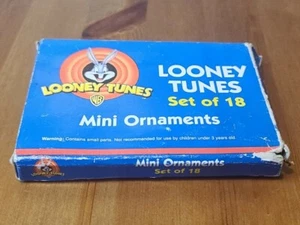 LOONEY TUNES
WB
LOONEY
TUNES
Set of 18
Mini Ornaments
Warning: Contains small parts. Not recommended for use by children under 3 years old
Mini Ornaments
Set of 18